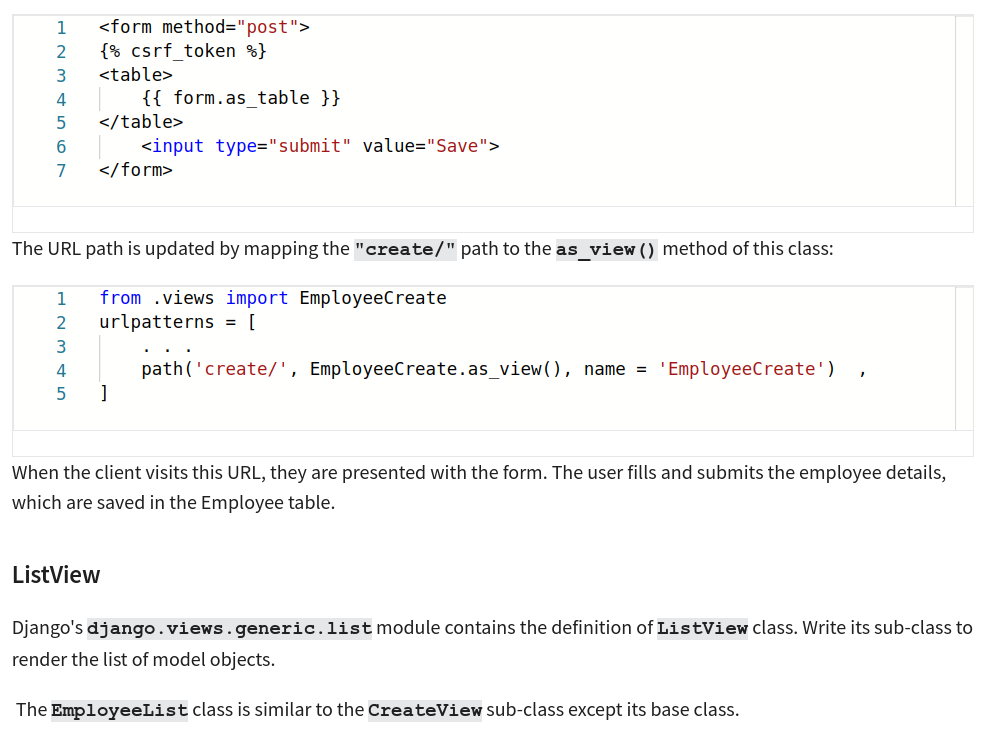 1 <form method="post">
2 {% csrf_token %}
3 <table>
4     {{ form.as_table }}
5 </table>
6     <input type="submit" value="Save">
7 </form>
The URL path is updated by mapping the "create/" path to the as_view() method of this class:
1 from .views import EmployeeCreate
2 urlpatterns = [
3     . . .
4     path('create/', EmployeeCreate.as_view(), name = 'EmployeeCreate')  ,
5 ]
When the client visits this URL, they are presented with the form. The user fills and submits the employee details,
which are saved in the Employee table.
ListView
Django's django.views.generic.list module contains the definition of ListView class. Write its sub-class to
render the list of model objects.
The EmployeeList class is similar to the CreateView sub-class except its base class.